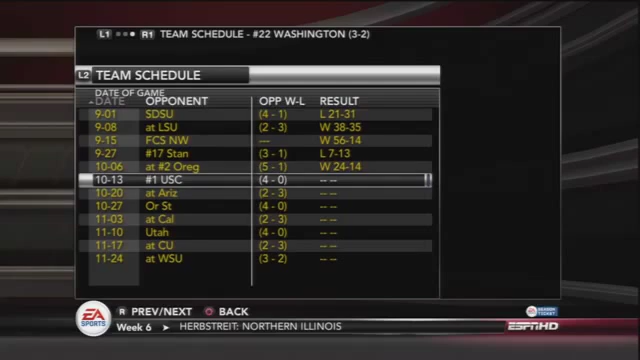 L1 R1 TEAM SCHEDULE - #22 WASHINGTON (3-2)
L2 TEAM SCHEDULE
DATE OF GAME
DATE OPPONENT OPP W-L RESULT
9-01 SDSU (4 - 1) L 21-31
9-08 at LSU (2 - 3) W 38-35
9-15 FCS NW --- W 56-14
9-27 #17 Stan (3 - 1) L 7-13
10-06 at #2 Oreg (5 - 1) W 24-14
10-13 #1 USC (4 - 0) -- --
10-20 at Ariz (2 - 3) -- --
10-27 Or St (4 - 0) -- --
11-03 at Cal (2 - 3) -- --
11-10 Utah (4 - 0) -- --
11-17 at CU (2 - 3) -- --
11-24 at WSU (3 - 2) -- --
EA SPORTS
R PREV/NEXT BACK
EA SEASON TICKET
Week 6 HERBSTREIT: NORTHERN ILLINOIS
ESPN HD